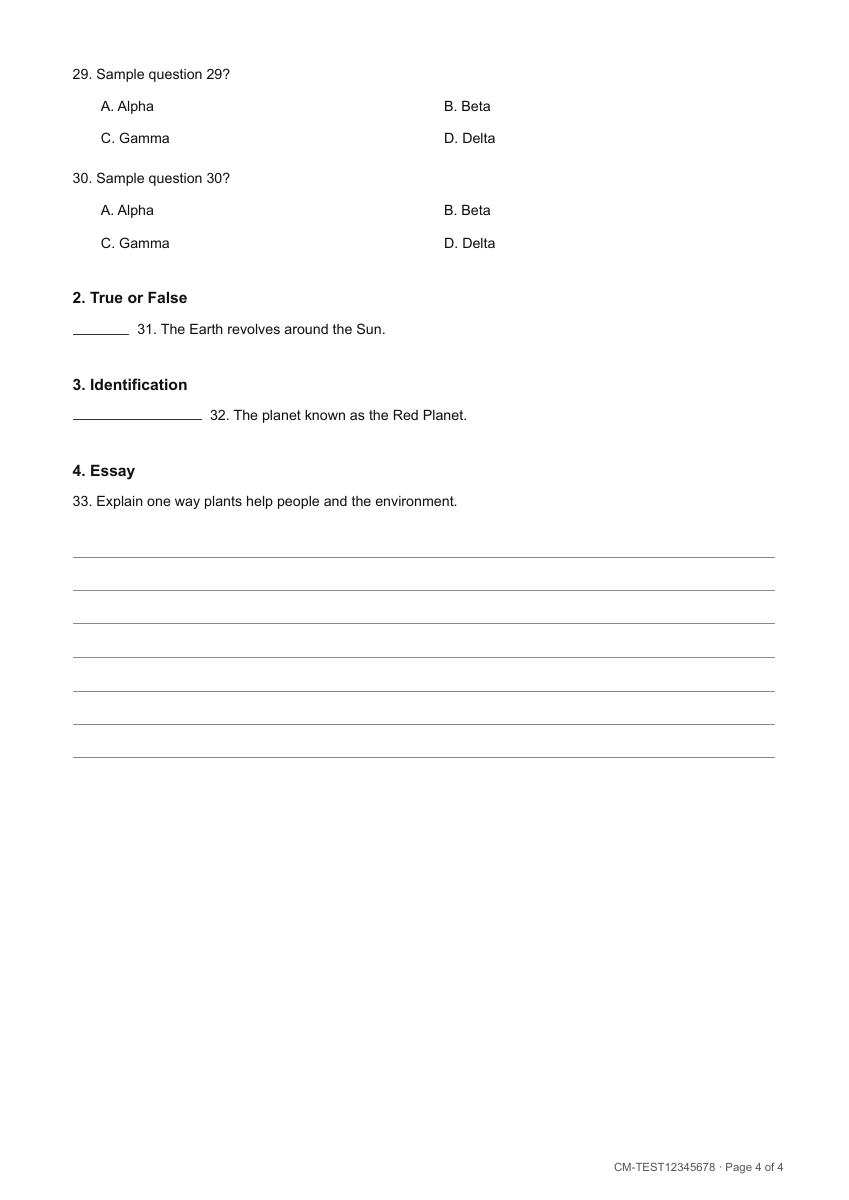 29. Sample question 29?
A. Alpha B. Beta
C. Gamma D. Delta
30. Sample question 30?
A. Alpha B. Beta
C. Gamma D. Delta
2. True or False
_______ 31. The Earth revolves around the Sun.
3. Identification
________________ 32. The planet known as the Red Planet.
4. Essay
33. Explain one way plants help people and the environment.
CM-TEST12345678 · Page 4 of 4